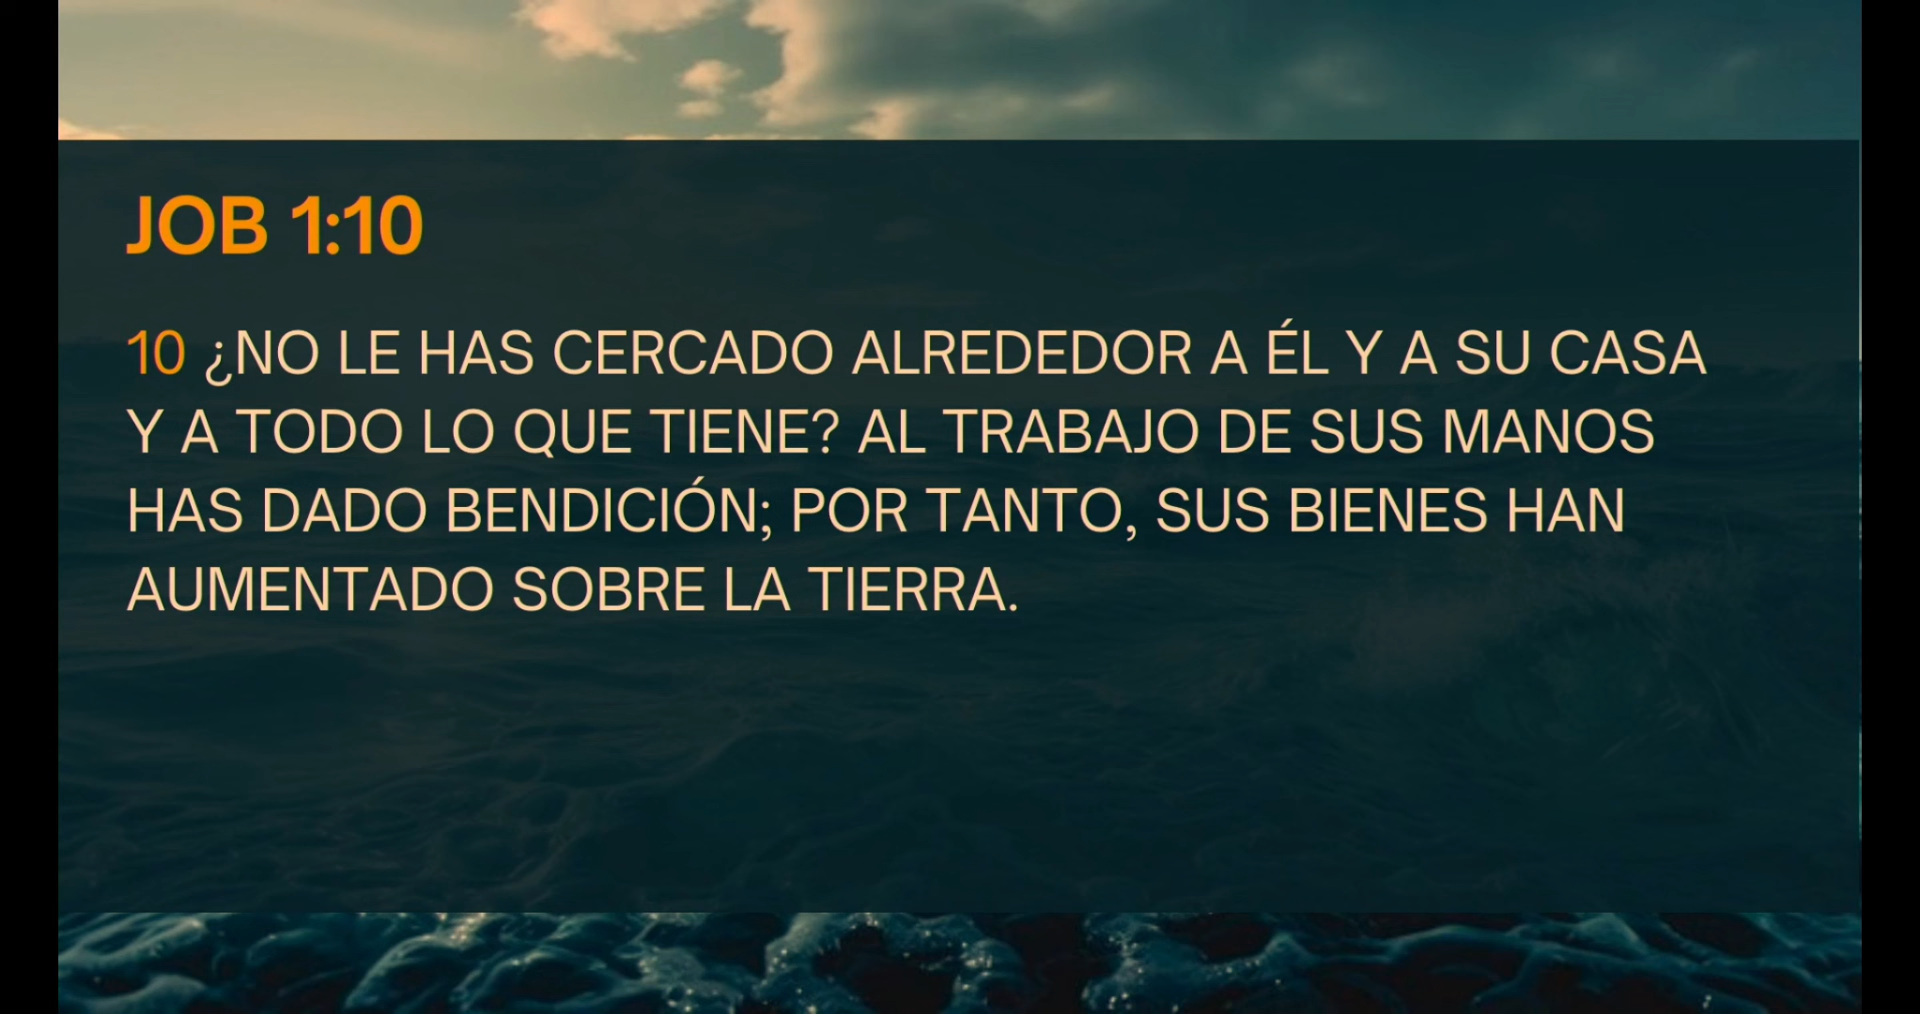 JOB 1:10
10 ¿NO LE HAS CERCADO ALREDEDOR A ÉL Y A SU CASA
Y A TODO LO QUE TIENE? AL TRABAJO DE SUS MANOS
HAS DADO BENDICIÓN; POR TANTO, SUS BIENES HAN
AUMENTADO SOBRE LA TIERRA.